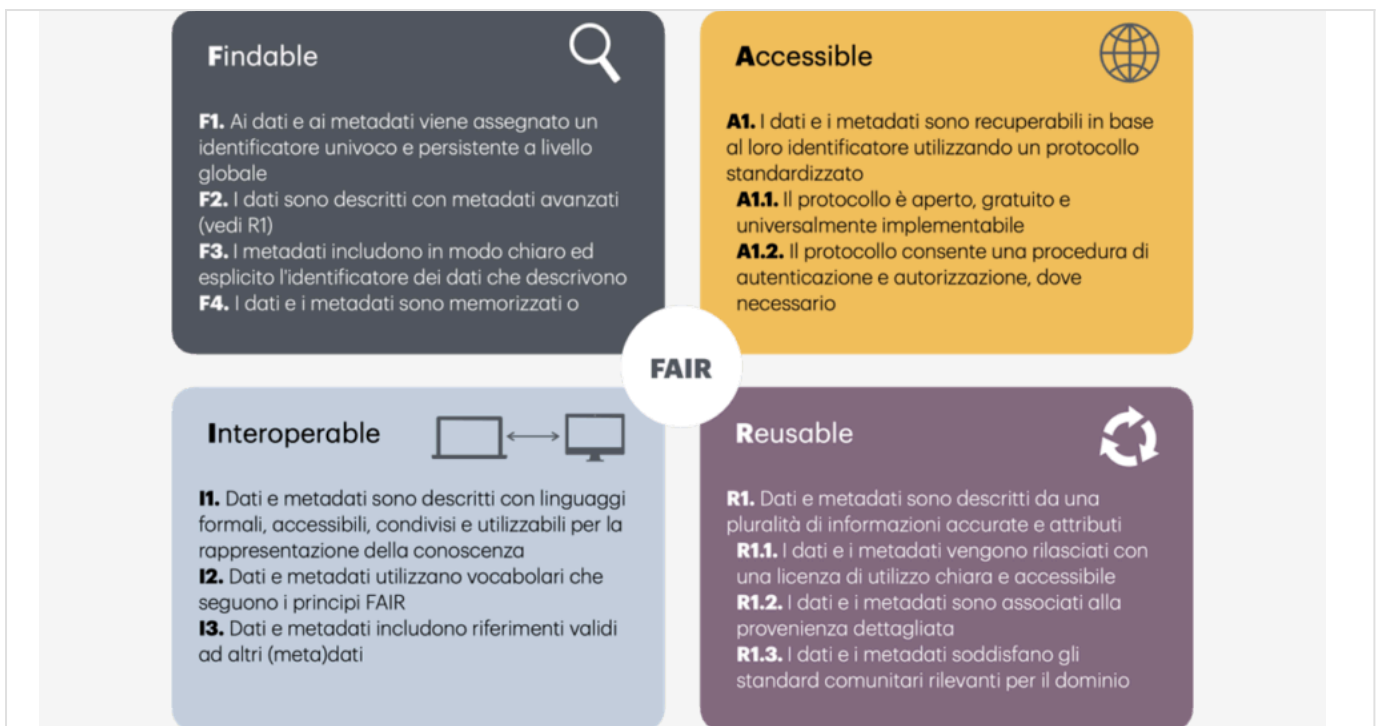 Findable
F1. Ai dati e ai metadati viene assegnato un
identificatore univoco e persistente a livello
globale
F2. I dati sono descritti con metadati avanzati
(vedi R1)
F3. I metadati includono in modo chiaro ed
esplicito l'identificatore dei dati che descrivono
F4. I dati e i metadati sono memorizzati o
Accessible
A1. I dati e i metadati sono recuperabili in base
al loro identificatore utilizzando un protocollo
standardizzato
A1.1. Il protocollo è aperto, gratuito e
universalmente implementabile
A1.2. Il protocollo consente una procedura di
autenticazione e autorizzazione, dove
necessario
FAIR
Interoperable
I1. Dati e metadati sono descritti con linguaggi
formali, accessibili, condivisi e utilizzabili per la
rappresentazione della conoscenza
I2. Dati e metadati utilizzano vocabolari che
seguono i principi FAIR
I3. Dati e metadati includono riferimenti validi
ad altri (meta)dati
Reusable
R1. Dati e metadati sono descritti da una
pluralità di informazioni accurate e attributi
R1.1. I dati e i metadati vengono rilasciati con
una licenza di utilizzo chiara e accessibile
R1.2. I dati e i metadati sono associati alla
provenienza dettagliata
R1.3. I dati e i metadati soddisfano gli
standard comunitari rilevanti per il dominio